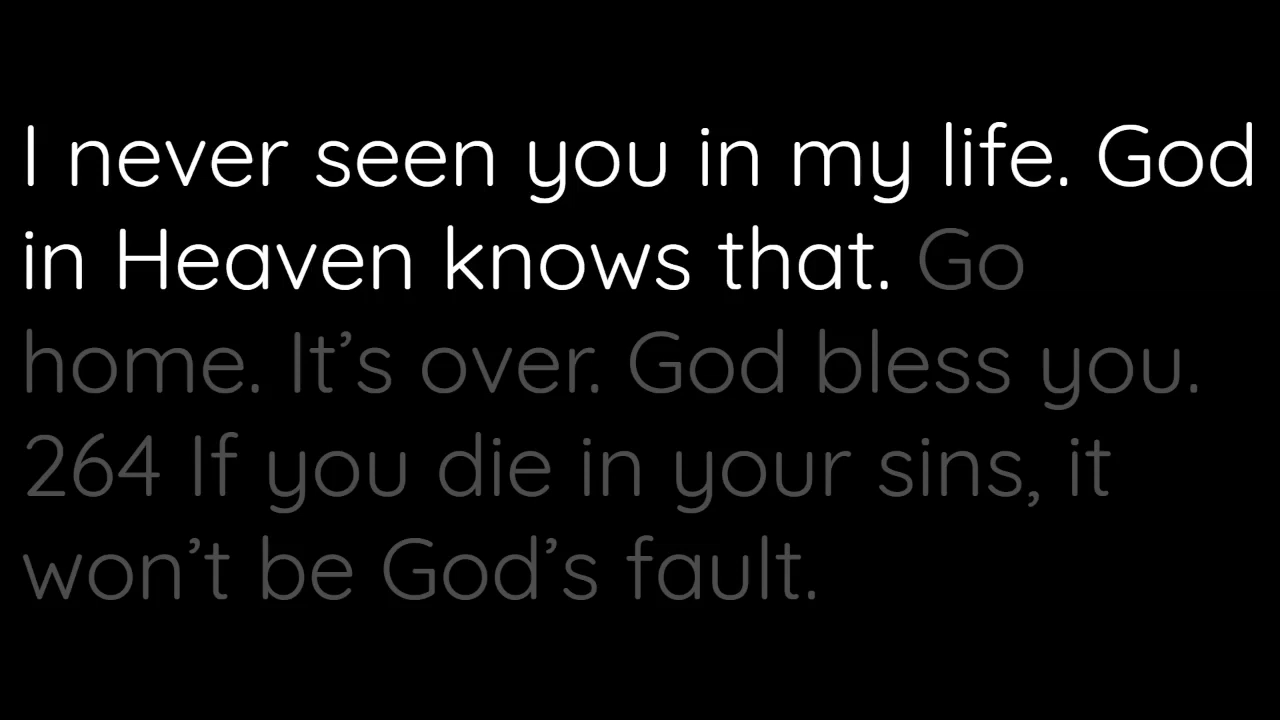 I never seen you in my life. God
in Heaven knows that. Go
home. It’s over. God bless you.
264 If you die in your sins, it
won’t be God’s fault.